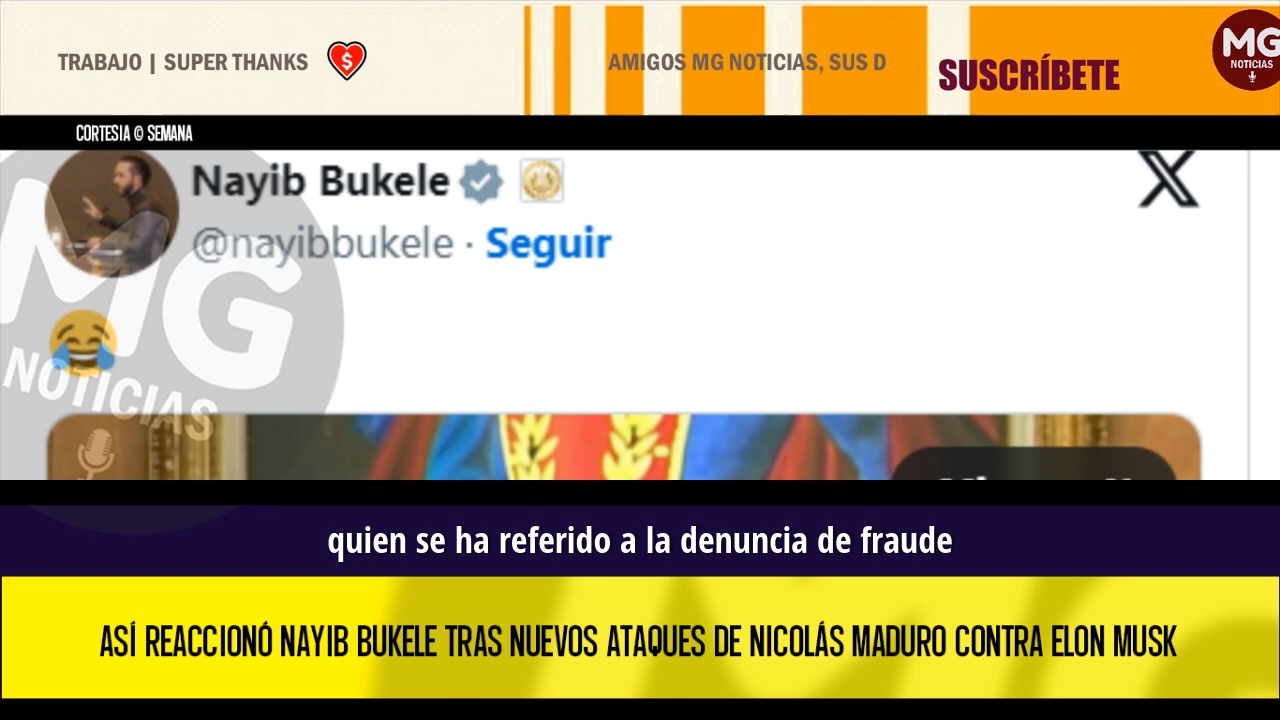 TRABAJO | SUPER THANKS
AMIGOS MG NOTICIAS, SUS D
SUSCRÍBETE
MG
NOTICIAS
CORTESIA © SEMANA
Nayib Bukele
@nayibbukele · Seguir
MG
NOTICIAS
quien se ha referido a la denuncia de fraude
ASÍ REACCIONÓ NAYIB BUKELE TRAS NUEVOS ATAQUES DE NICOLÁS MADURO CONTRA ELON MUSK